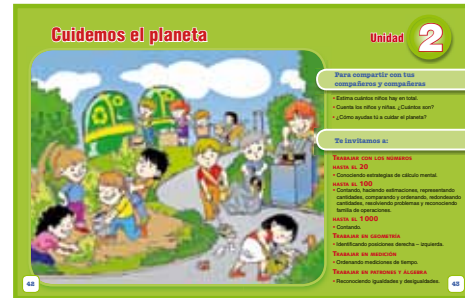 Cuidemos el planeta
Unidad 2
Para compartir con tus
compañeros y compañeras
• Estima cuántos niños hay en total.
• Cuenta los niños y niñas. ¿Cuántos son?
• ¿Cómo ayudas tú a cuidar el planeta?
Te invitamos a:
TRABAJAR CON LOS NÚMEROS
HASTA EL 20
• Conociendo estrategias de cálculo mental.
HASTA EL 100
• Contando, haciendo estimaciones, representando
cantidades, comparando y ordenando, redondeando
cantidades, resolviendo problemas y reconociendo
familia de operaciones.
HASTA EL 1000
• Contando.
TRABAJAR EN GEOMETRÍA
• Identificando posiciones derecha – izquierda.
TRABAJAR EN MEDICIÓN
• Ordenando mediciones de tiempo.
TRABAJAR EN PATRONES Y ÁLGEBRA
• Reconociendo igualdades y desigualdades.
42
43